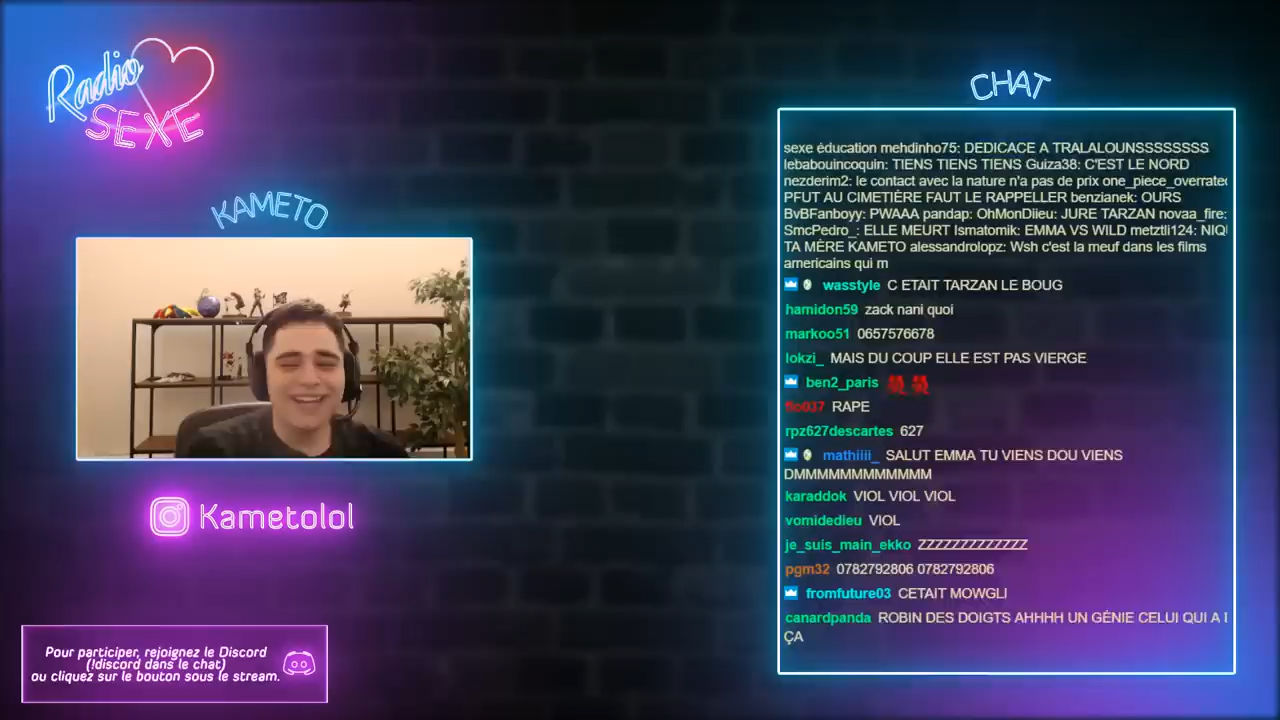 Radio
SEXE
KAMETO
Kametolol
Pour participer, rejoignez le Discord
(!discord dans le chat)
ou cliquez sur le bouton sous le stream.
CHAT
sexe éducation mehdinho75: DEDICACE A TRALALOUNSSSSSSSS
lebabouincoquin: TIENS TIENS TIENS Guiza38: C'EST LE NORD
nezderim2: le contact avec la nature n'a pas de prix one_piece_overrated
PFUT AU CIMETIÈRE FAUT LE RAPPELLER benzianek: OURS
BvBFanboyy: PWAAA pandap: OhMonDiieu: JURE TARZAN novaa_fire:
SmcPedro_: ELLE MEURT Ismatomik: EMMA VS WILD metztli124: NIQU
TA MÈRE KAMETO alessandrolopz: Wsh c'est la meuf dans les films
americains qui m
wasstyle C ETAIT TARZAN LE BOUG
hamidon59 zack nani quoi
markoo51 0657576678
lokzi_ MAIS DU COUP ELLE EST PAS VIERGE
ben2_paris
flo037 RAPE
rpz627descartes 627
mathiiii_ SALUT EMMA TU VIENS DOU VIENS
DMMMMMMMMMMMM
karaddok VIOL VIOL VIOL
vomidedieu VIOL
je_suis_main_ekko ZZZZZZZZZZZZZ
pgm32 0782792806 0782792806
fromfuture03 CETAIT MOWGLI
canardpanda ROBIN DES DOIGTS AHHHH UN GÉNIE CELUI QUI A
ÇA